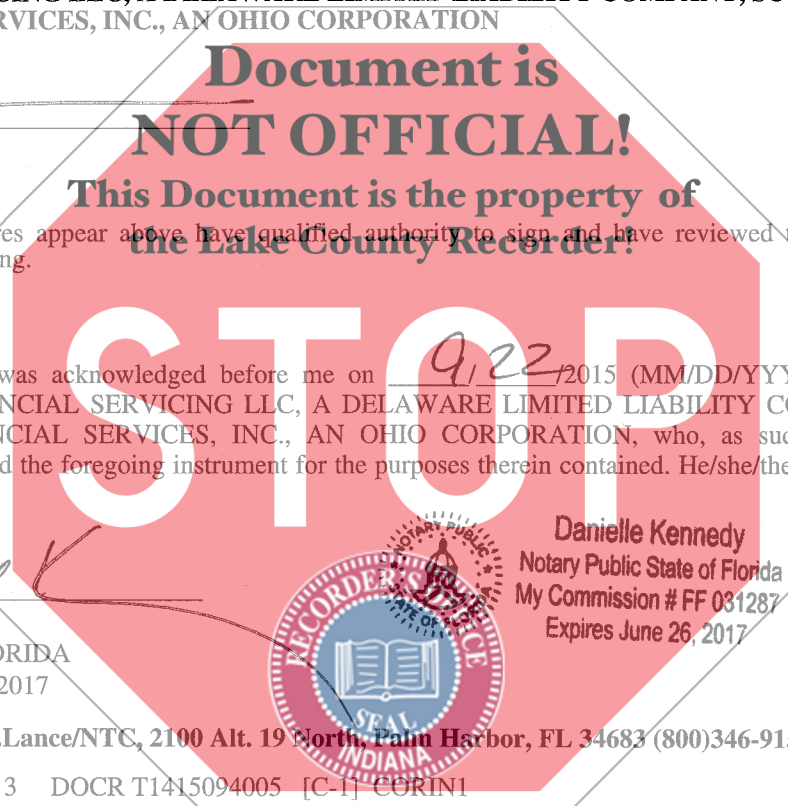 RVICES, INC., AN OHIO CORPORATION
Document is
NOT OFFICIAL!
This Document is the property of
the Lake County Recorder!
res appear above have qualified authority to sign and have reviewed
ng.
STOP
was acknowledged before me on 9/22/2015 (MM/DD/YYY
NCIAL SERVICING LLC, A DELAWARE LIMITED LIABILITY CO
NCIAL SERVICES, INC., AN OHIO CORPORATION, who, as suc
d the foregoing instrument for the purposes therein contained. He/she/the
NOTARY PUBLIC
STATE OF
Danielle Kennedy
Notary Public State of Florida
My Commission # FF 031287
Expires June 26, 2017
RECORDER'S OFFICE
SEAL
INDIANA
ORIDA
2017
.Lance/NTC, 2100 Alt. 19 North, Palm Harbor, FL 34683 (800)346-91
3 DOCR T1415094005 [C-1] CORIN1